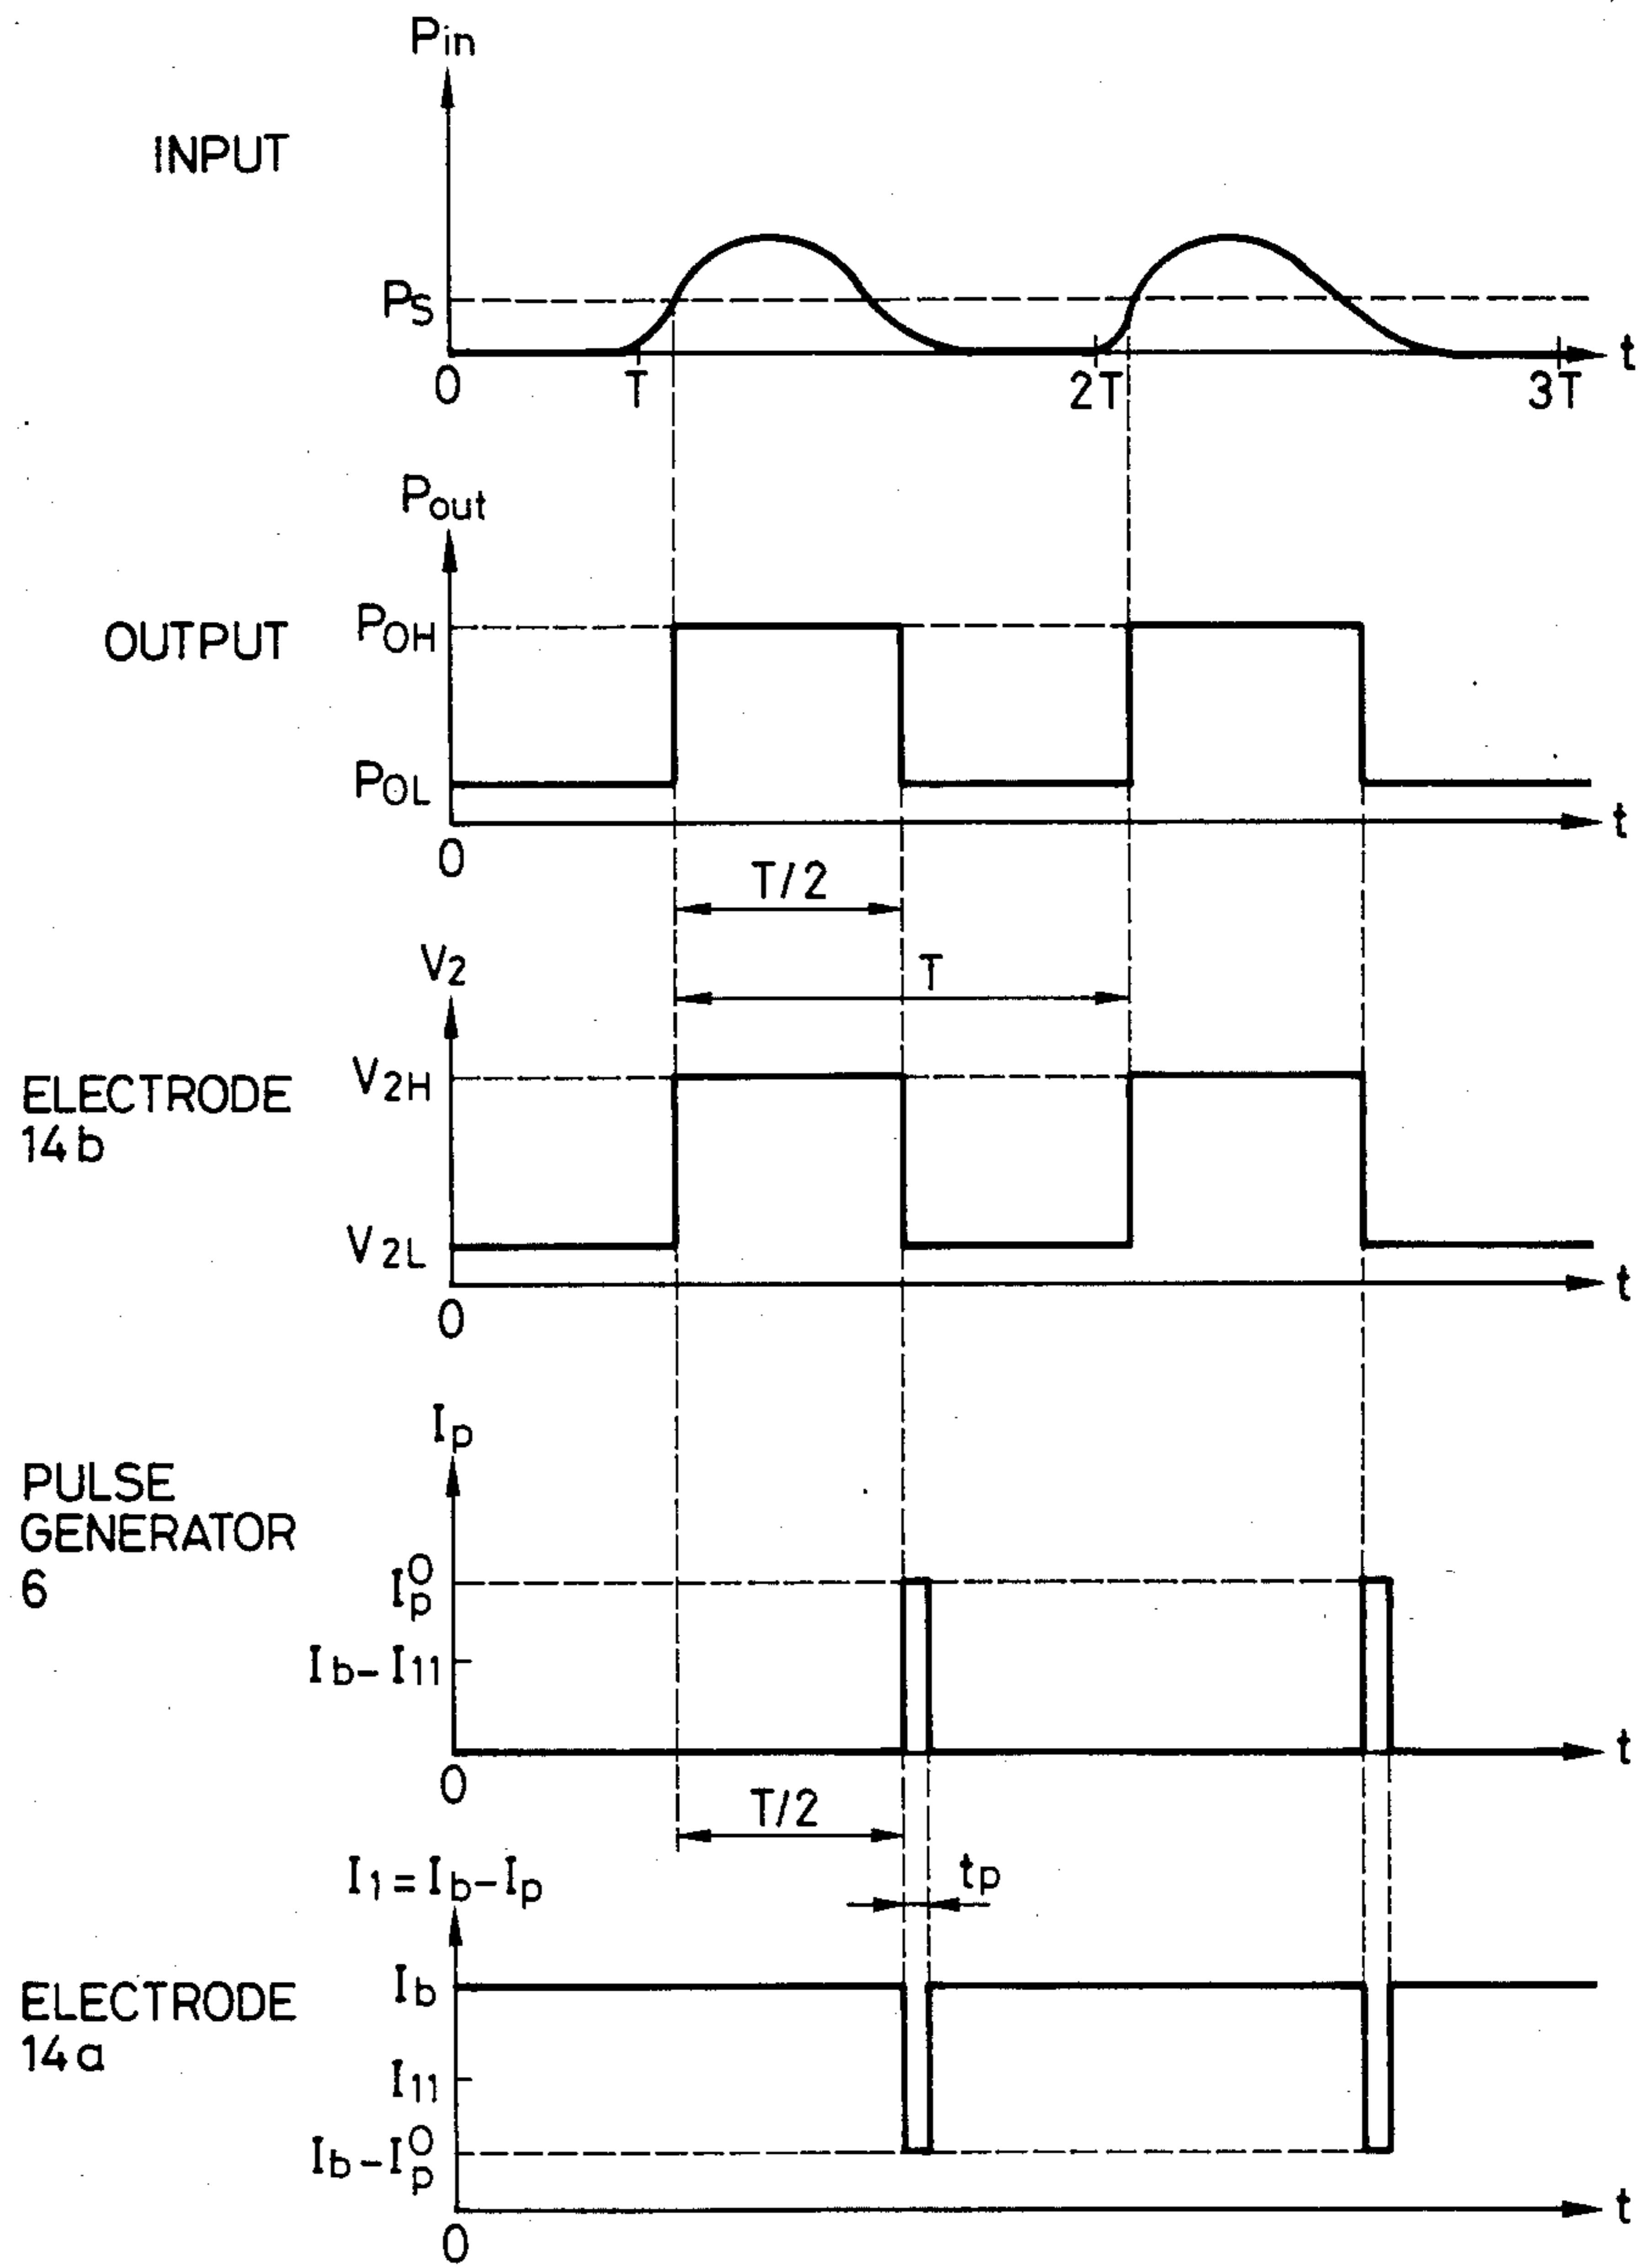 Pin
INPUT
PS
0 T 2T 3T t
Pout
OUTPUT
POH
POL
0 t
T/2
V2
T
ELECTRODE
14b
V2H
V2L
0 t
Ip
PULSE
GENERATOR
6
I⁰p
Ib-I11
0 t
T/2
I1=Ib-Ip
tp
ELECTRODE
14a
Ib
I11
Ib-I⁰p
0 t